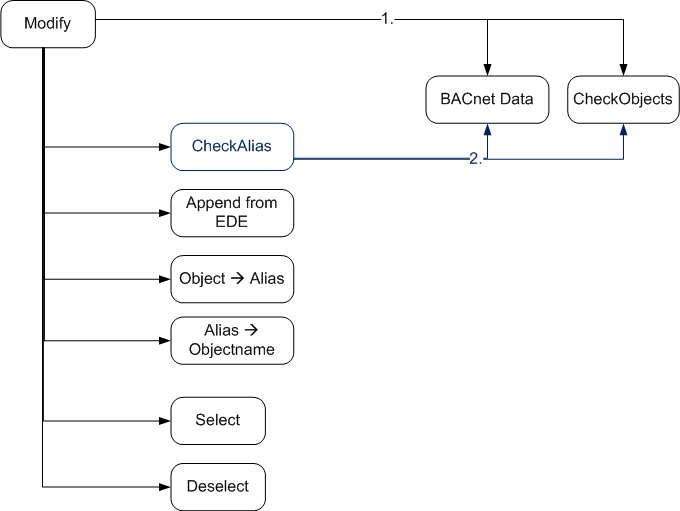 Modify
1.
BACnet Data
CheckObjects
CheckAlias
2.
Append from
EDE
Object → Alias
Alias →
Objectname
Select
Deselect